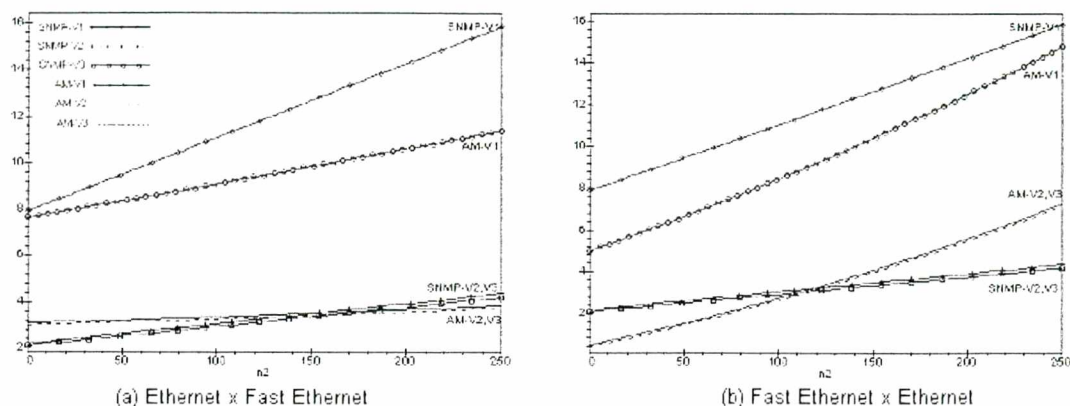 16
14
12
10
8
6
4
2
SNMP-V1
SNMP-V2
SNMP-V3
AM-V1
AM-V2
AM-V3
SNMP-V1
AM-V1
SNMP-V2,V3
AM-V2,V3
0 50 100 150 200 250
n2
(a) Ethernet x Fast Ethernet
16
14
12
10
8
6
4
2
0
SNMP-V1
AM-V1
AM-V2,V3
SNMP-V2,V3
0 50 100 150 200 250
n2
(b) Fast Ethernet x Ethernet